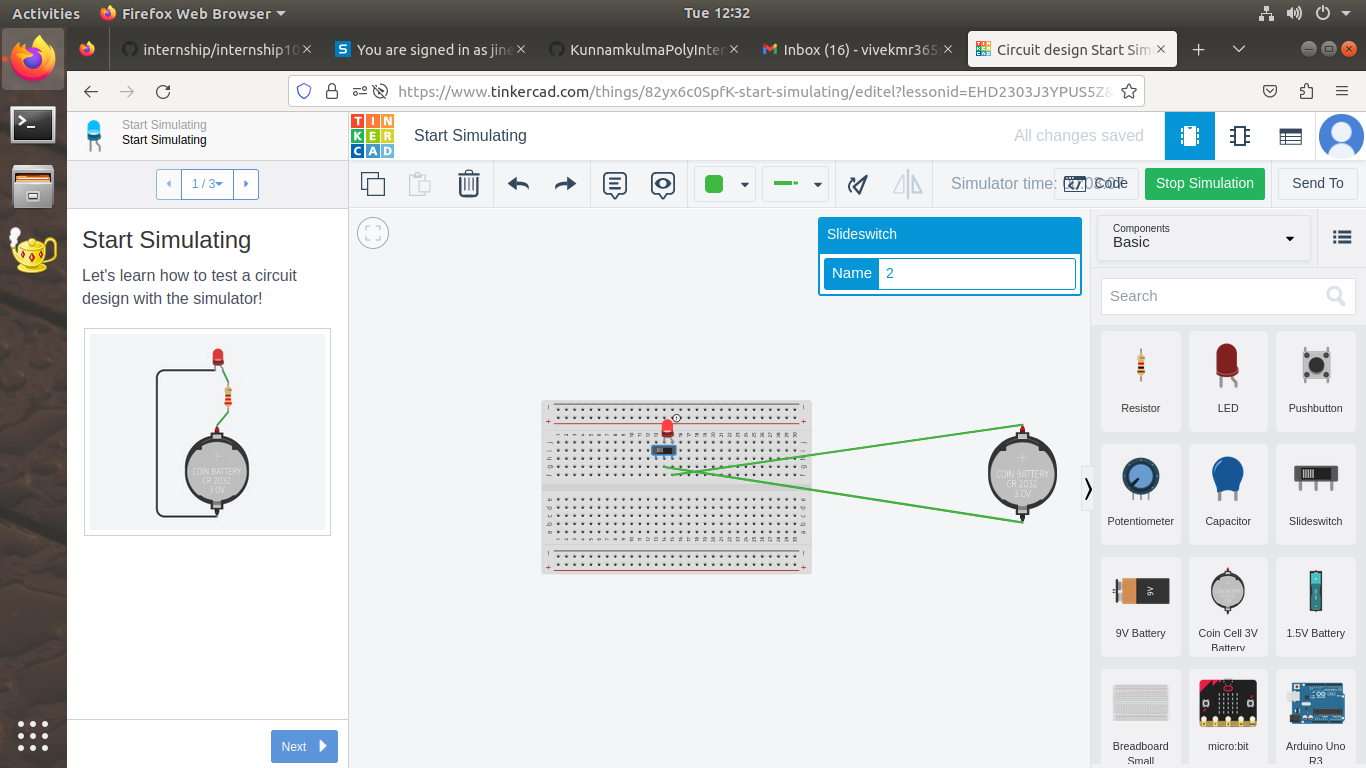 Activities
Firefox Web Browser
Tue 12:32
internship/internship10
You are signed in as jine
KunnamkulmaPolyInter
Inbox (16) - vivekmr365
Circuit design Start Sim
https://www.tinkercad.com/things/82yx6c0SpfK-start-simulating/editel?lessonid=EHD2303J3YPUS5Z&
Start Simulating
Start Simulating
TIN
KER
CAD
Start Simulating
All changes saved
1 / 3
Simulator time:
Code
Stop Simulation
Send To
Start Simulating
Let's learn how to test a circuit
design with the simulator!
COIN BATTERY
CR 2032
3.0V
Next
Slideswitch
Name 2
COIN BATTERY
CR 2032
3.0V
Components
Basic
Search
Resistor
LED
Pushbutton
Potentiometer
Capacitor
Slideswitch
9V
9V Battery
Coin Cell 3V
Battery
1.5V Battery
Breadboard
Small
micro:bit
Arduino Uno
R3